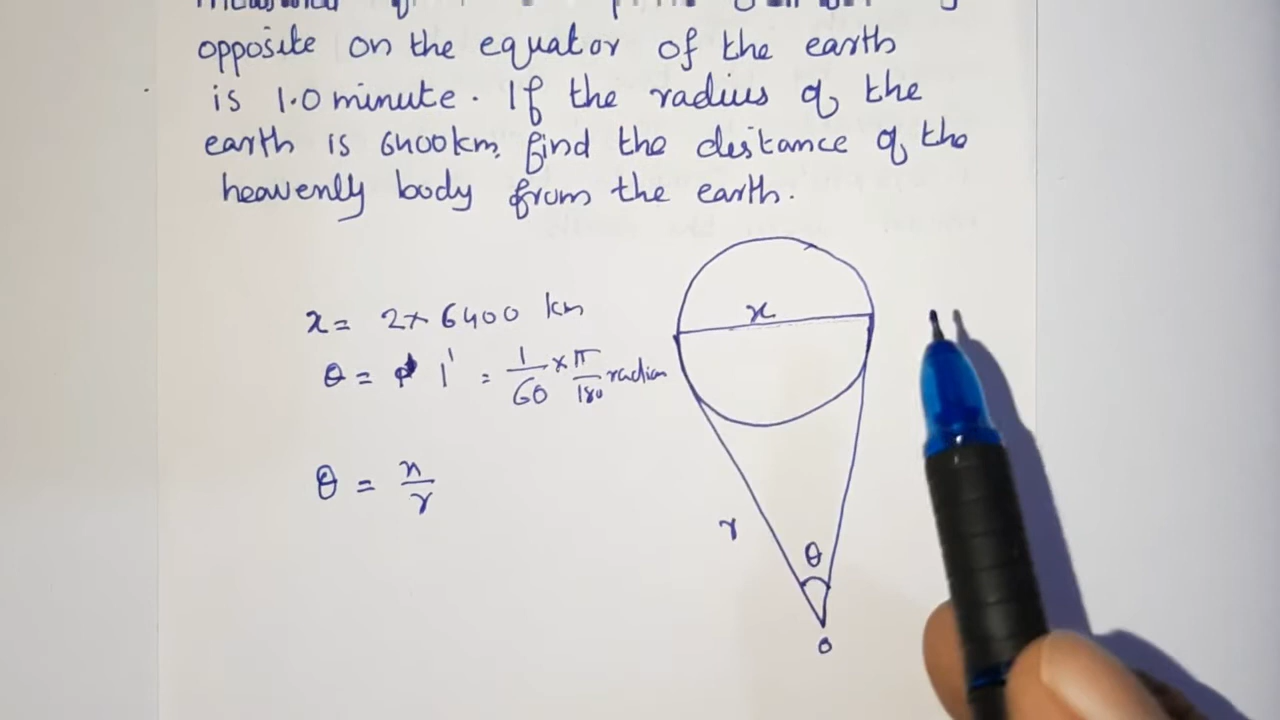 opposite on the equator of the earth
is 1.0 minute. If the radius of the
earth is 6400km, find the distance of the
heavenly body from the earth.
x = 2× 6400 km
θ = 1' = 1/60 × π/180 radian
θ = x/r
x
r
θ
o